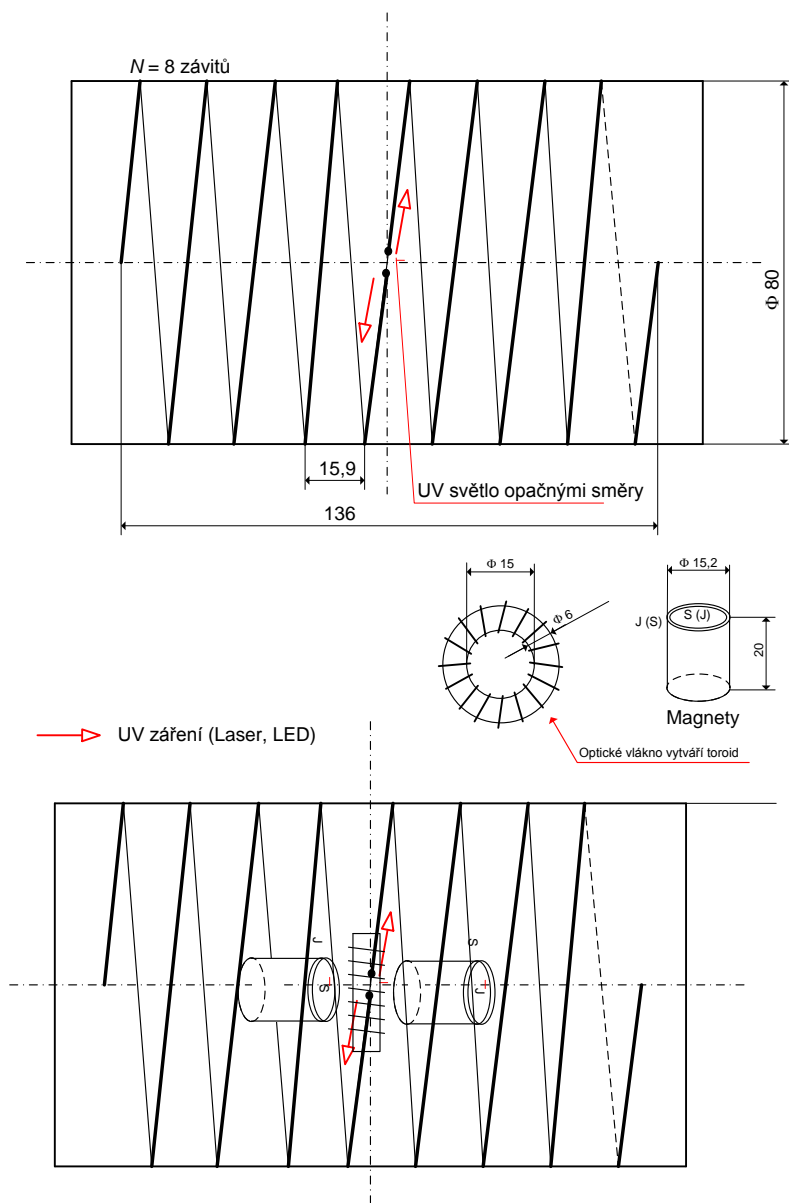 N = 8 závitů
Φ 80
15,9
UV světlo opačnými směry
136
Φ 15
Φ 15,2
Φ 6
J (S)
S (J)
20
Magnety
UV záření (Laser, LED)
Optické vlákno vytváří toroid
J
S
S
J